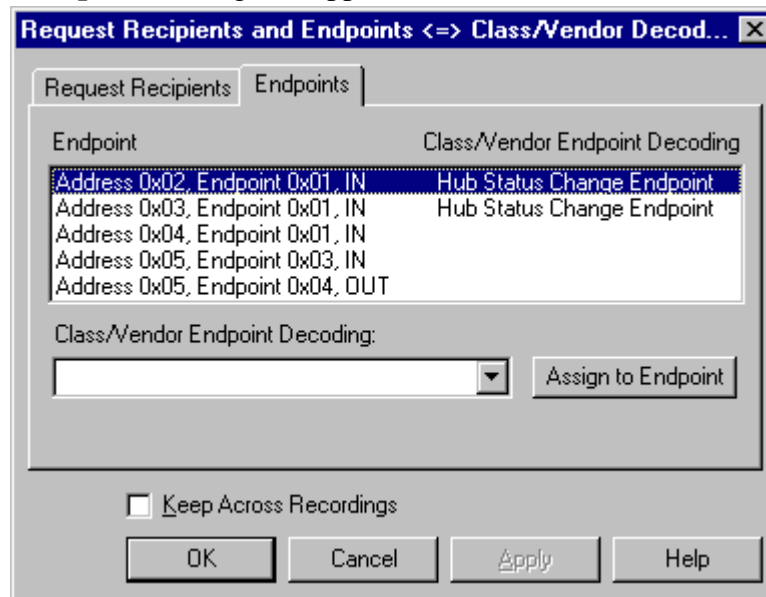 Request Recipients and Endpoints <=> Class/Vendor Decod...
Request Recipients Endpoints
Endpoint Class/Vendor Endpoint Decoding
Address 0x02, Endpoint 0x01, IN Hub Status Change Endpoint
Address 0x03, Endpoint 0x01, IN Hub Status Change Endpoint
Address 0x04, Endpoint 0x01, IN
Address 0x05, Endpoint 0x03, IN
Address 0x05, Endpoint 0x04, OUT
Class/Vendor Endpoint Decoding:
Assign to Endpoint
Keep Across Recordings
OK Cancel Apply Help